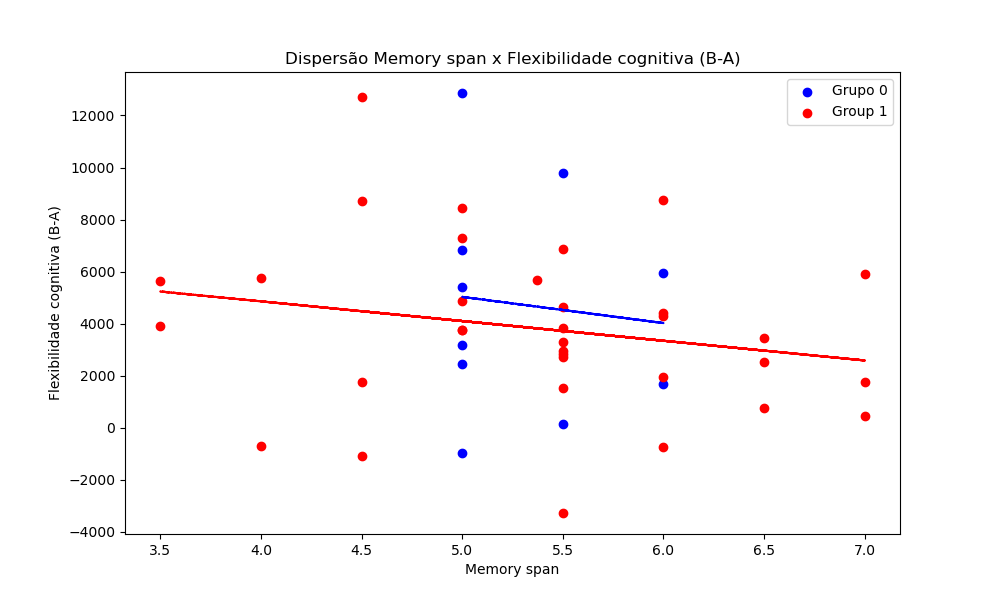 Dispersão Memory span x Flexibilidade cognitiva (B-A)
Grupo 0
Group 1
12000
10000
8000
6000
4000
2000
0
−2000
−4000
Flexibilidade cognitiva (B-A)
3.5 4.0 4.5 5.0 5.5 6.0 6.5 7.0
Memory span